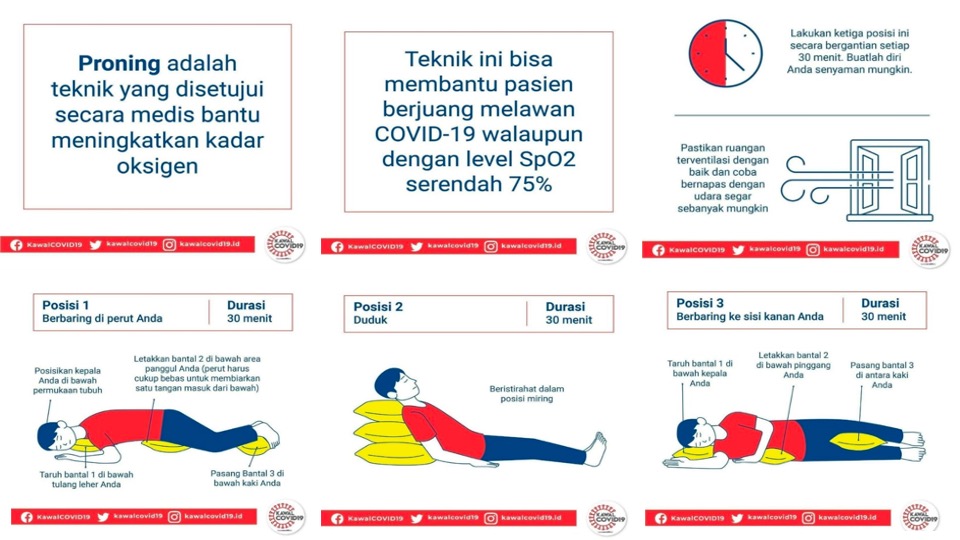 Proning adalah
teknik yang disetujui
secara medis bantu
meningkatkan kadar
oksigen
KawalCOVID19 kawalcovid19 kawalcovid19.id
KAWAL
COVID19
Teknik ini bisa
membantu pasien
berjuang melawan
COVID-19 walaupun
dengan level SpO2
serendah 75%
KawalCOVID19 kawalcovid19 kawalcovid19.id
KAWAL
COVID19
Lakukan ketiga posisi ini
secara bergantian setiap
30 menit. Buatlah diri
Anda senyaman mungkin.
Pastikan ruangan
terventilasi dengan
baik dan coba
bernapas dengan
udara segar
sebanyak mungkin
KawalCOVID19 kawalcovid19 kawalcovid19.id
KAWAL
COVID19
Posisi 1
Berbaring di perut Anda
Durasi
30 menit
Posisikan kepala
Anda di bawah
permukaan tubuh
Letakkan bantal 2 di bawah area
panggul Anda (perut harus
cukup bebas untuk membiarkan
satu tangan masuk dari bawah)
Taruh bantal 1 di bawah
tulang leher Anda
Pasang Bantal 3 di
bawah kaki Anda
KawalCOVID19 kawalcovid19 kawalcovid19.id
KAWAL
COVID19
Posisi 2
Duduk
Durasi
30 menit
Beristirahat dalam
posisi miring
KawalCOVID19 kawalcovid19 kawalcovid19.id
KAWAL
COVID19
Posisi 3
Berbaring ke sisi kanan Anda
Durasi
30 menit
Taruh bantal 1 di
bawah kepala
Anda
Letakkan bantal 2
di bawah pinggang
Anda
Pasang bantal 3
di antara kaki
Anda
KawalCOVID19 kawalcovid19 kawalcovid19.id
KAWAL
COVID19